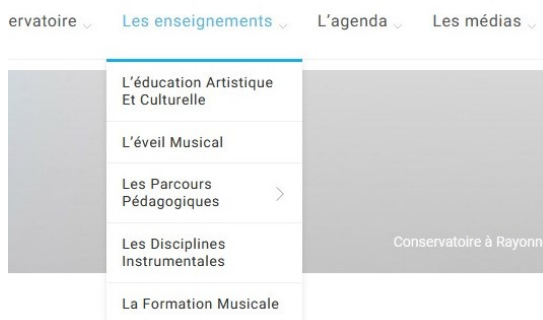 ervatoire
Les enseignements
L'agenda
Les médias
L'éducation Artistique
Et Culturelle
L'éveil Musical
Les Parcours
Pédagogiques
Les Disciplines
Instrumentales
Conservatoire à Rayonn
La Formation Musicale